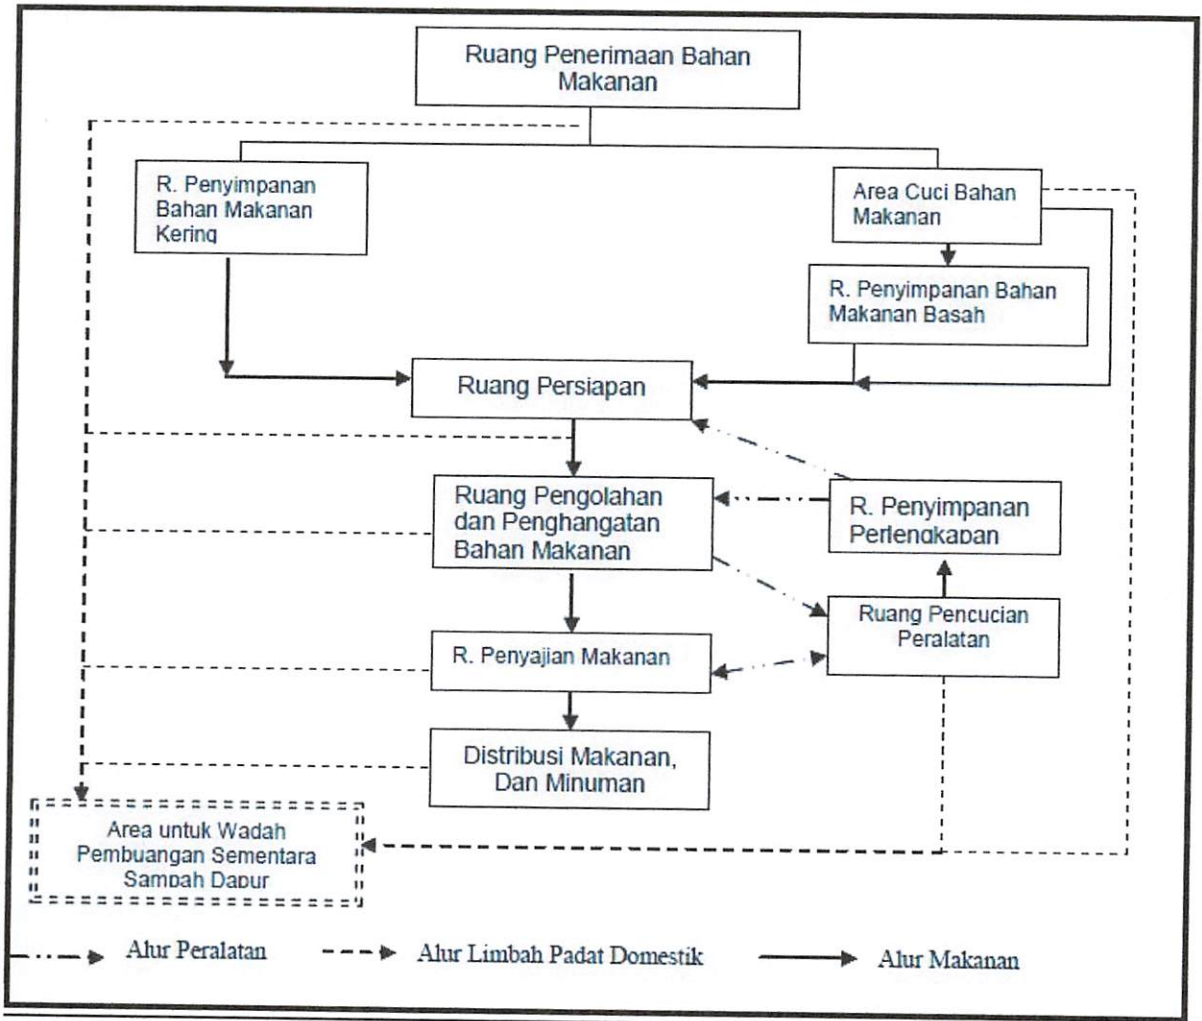 Ruang Penerimaan Bahan
Makanan
R. Penyimpanan
Bahan Makanan
Kering
Area Cuci Bahan
Makanan
R. Penyimpanan Bahan
Makanan Basah
Ruang Persiapan
Ruang Pengolahan
dan Penghangatan
Bahan Makanan
R. Penyimpanan
Perlengkapan
Ruang Pencucian
Peralatan
R. Penyajian Makanan
Distribusi Makanan,
Dan Minuman
Area untuk Wadah
Pembuangan Sementara
Sampah Dapur
Alur Peralatan
Alur Limbah Padat Domestik
Alur Makanan